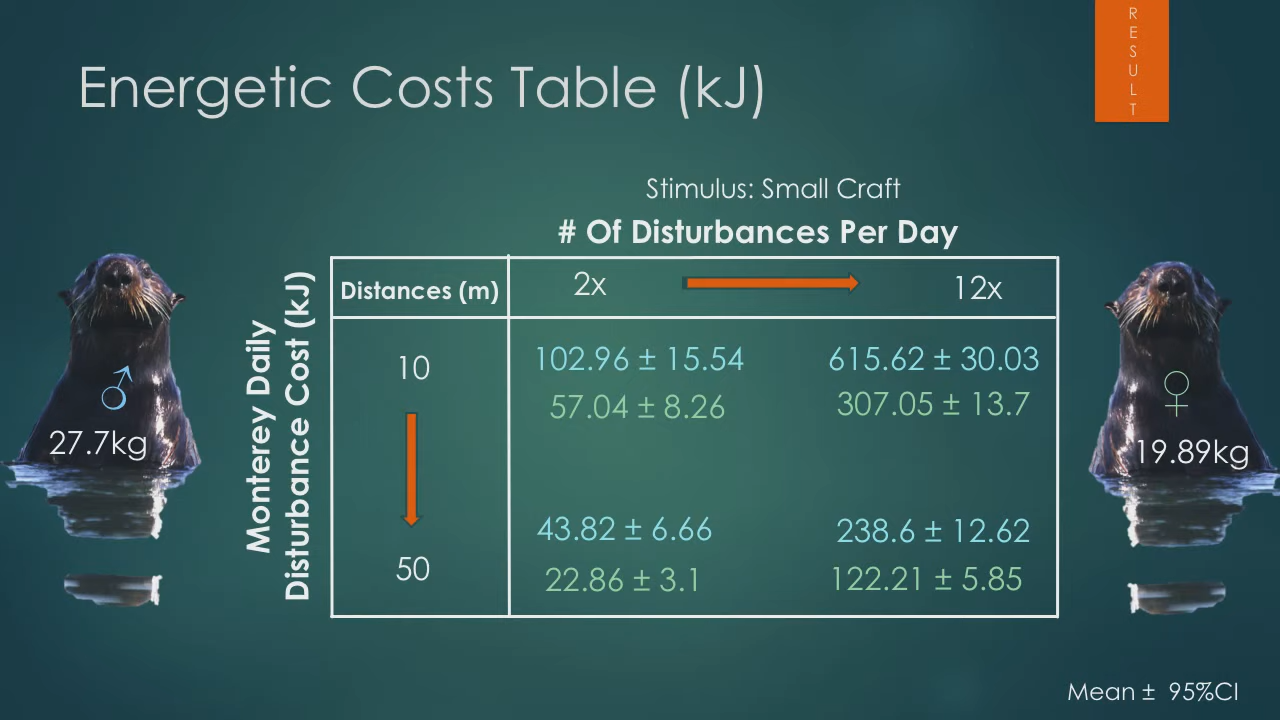 Energetic Costs Table (kJ)
RESULT
Stimulus: Small Craft
# Of Disturbances Per Day
Monterey Daily
Disturbance Cost (kJ)
Distances (m) 2x 12x
10 102.96 ± 15.54 615.62 ± 30.03
57.04 ± 8.26 307.05 ± 13.7
50 43.82 ± 6.66 238.6 ± 12.62
22.86 ± 3.1 122.21 ± 5.85
♂
27.7kg
♀
19.89kg
Mean ± 95%CI